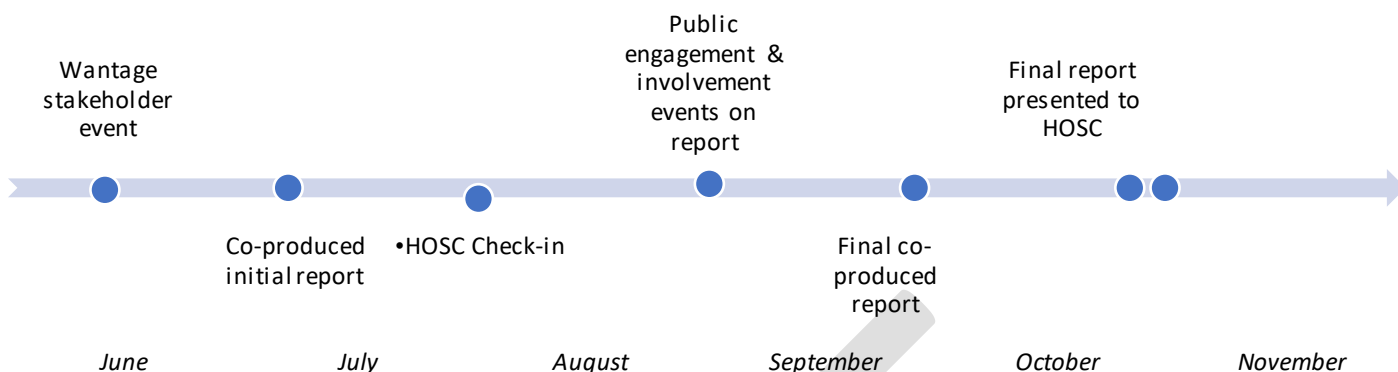 Wantage
stakeholder
event
Co-produced
initial report
•HOSC Check-in
Public
engagement &
involvement
events on
report
Final co-
produced
report
Final report
presented to
HOSC
June
July
August
September
October
November